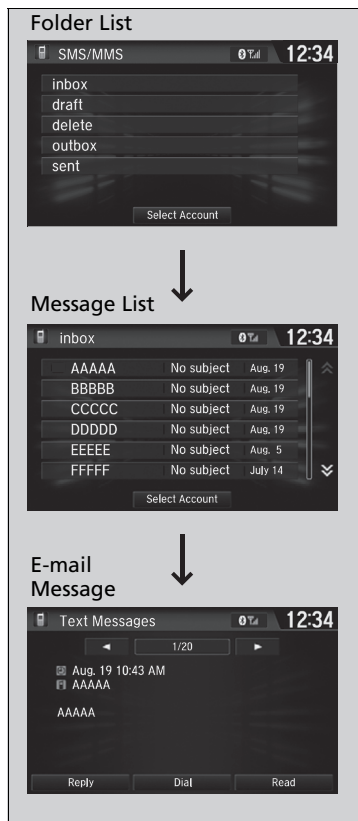 Folder List
SMS/MMS 12:34
inbox
draft
delete
outbox
sent
Select Account
Message List
inbox 12:34
AAAAA No subject Aug. 19
BBBBB No subject Aug. 19
CCCCC No subject Aug. 19
DDDDD No subject Aug. 19
EEEEE No subject Aug. 5
FFFFF No subject July 14
Select Account
E-mail
Message
Text Messages 12:34
1/20
Aug. 19 10:43 AM
AAAAA
AAAAA
Reply Dial Read